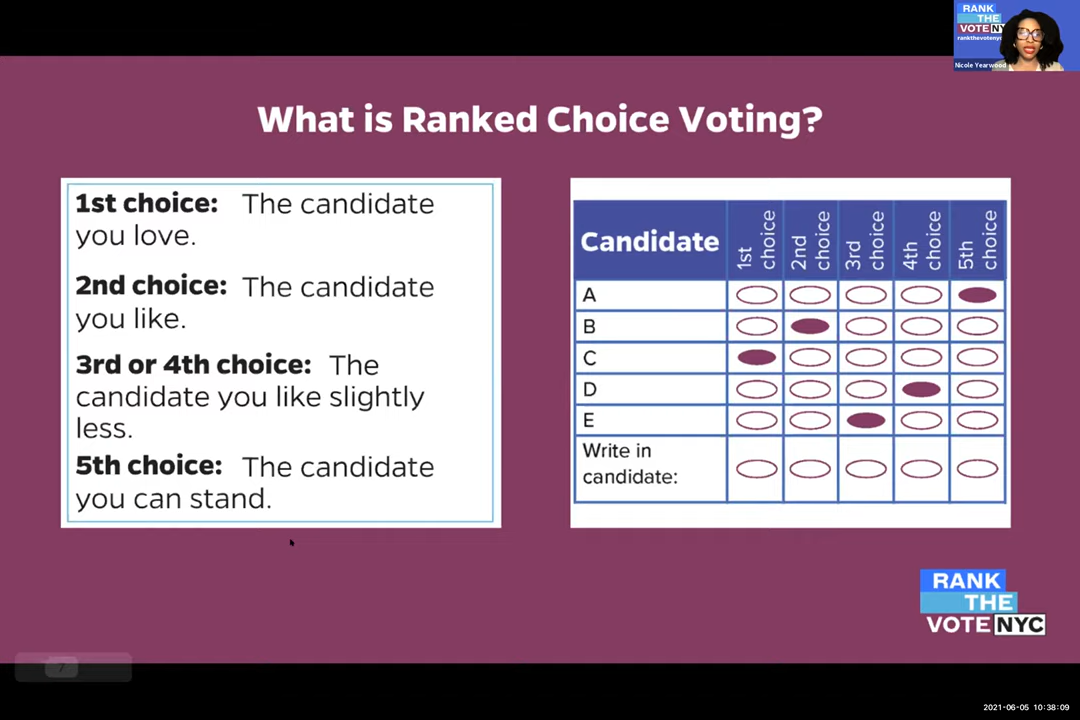 RANK
THE
VOTE NYC
rankthevotenyc
Nicole Yearwood
What is Ranked Choice Voting?
1st choice: The candidate
you love.
2nd choice: The candidate
you like.
3rd or 4th choice: The
candidate you like slightly
less.
5th choice: The candidate
you can stand.
Candidate
1st choice
2nd choice
3rd choice
4th choice
5th choice
A
B
C
D
E
Write in
candidate:
RANK
THE
VOTE NYC
7
2021-06-05 10:38:09